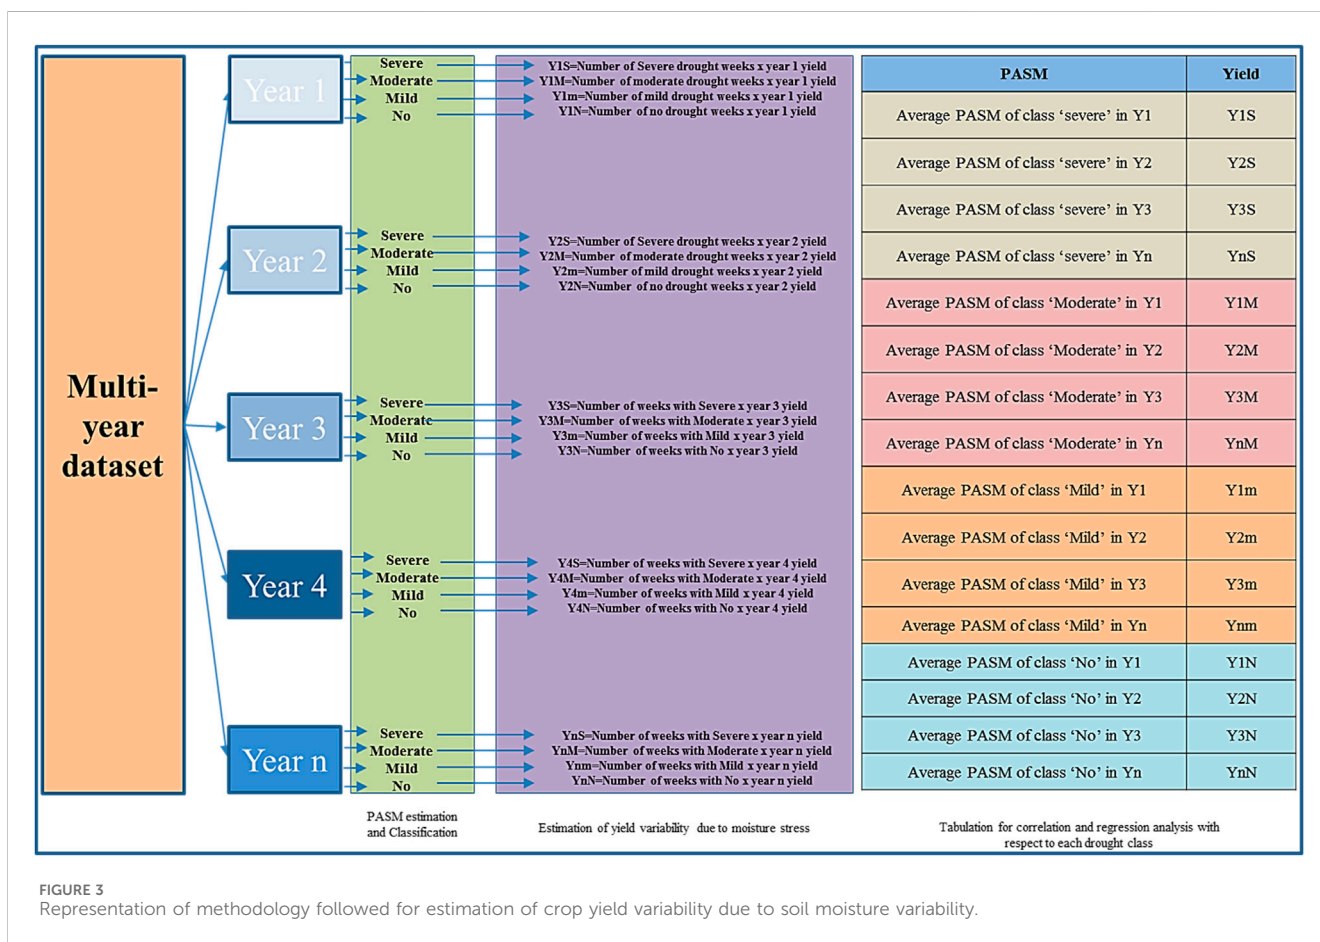 Multi-
year
dataset
Year 1
Severe
Moderate
Mild
No
Y1S=Number of Severe drought weeks x year 1 yield
Y1M=Number of moderate drought weeks x year 1 yield
Y1m=Number of mild drought weeks x year 1 yield
Y1N=Number of no drought weeks x year 1 yield
Year 2
Severe
Moderate
Mild
No
Y2S=Number of Severe drought weeks x year 2 yield
Y2M=Number of moderate drought weeks x year 2 yield
Y2m=Number of mild drought weeks x year 2 yield
Y2N=Number of no drought weeks x year 2 yield
Year 3
Severe
Moderate
Mild
No
Y3S=Number of weeks with Severe x year 3 yield
Y3M=Number of weeks with Moderate x year 3 yield
Y3m=Number of weeks with Mild x year 3 yield
Y3N=Number of weeks with No x year 3 yield
Year 4
Severe
Moderate
Mild
No
Y4S=Number of weeks with Severe x year 4 yield
Y4M=Number of weeks with Moderate x year 4 yield
Y4m=Number of weeks with Mild x year 4 yield
Y4N=Number of weeks with No x year 4 yield
Year n
Severe
Moderate
Mild
No
YnS=Number of weeks with Severe x year n yield
YnM=Number of weeks with Moderate x year n yield
Ynm=Number of weeks with Mild x year n yield
YnN=Number of weeks with No x year n yield
PASM estimation
and Classification
Estimation of yield variability due to moisture stress
PASM Yield
Average PASM of class ‘severe’ in Y1 Y1S
Average PASM of class ‘severe’ in Y2 Y2S
Average PASM of class ‘severe’ in Y3 Y3S
Average PASM of class ‘severe’ in Yn YnS
Average PASM of class ‘Moderate’ in Y1 Y1M
Average PASM of class ‘Moderate’ in Y2 Y2M
Average PASM of class ‘Moderate’ in Y3 Y3M
Average PASM of class ‘Moderate’ in Yn YnM
Average PASM of class ‘Mild’ in Y1 Y1m
Average PASM of class ‘Mild’ in Y2 Y2m
Average PASM of class ‘Mild’ in Y3 Y3m
Average PASM of class ‘Mild’ in Yn Ynm
Average PASM of class ‘No’ in Y1 Y1N
Average PASM of class ‘No’ in Y2 Y2N
Average PASM of class ‘No’ in Y3 Y3N
Average PASM of class ‘No’ in Yn YnN
Tabulation for correlation and regression analysis with
respect to each drought class
FIGURE 3
Representation of methodology followed for estimation of crop yield variability due to soil moisture variability.